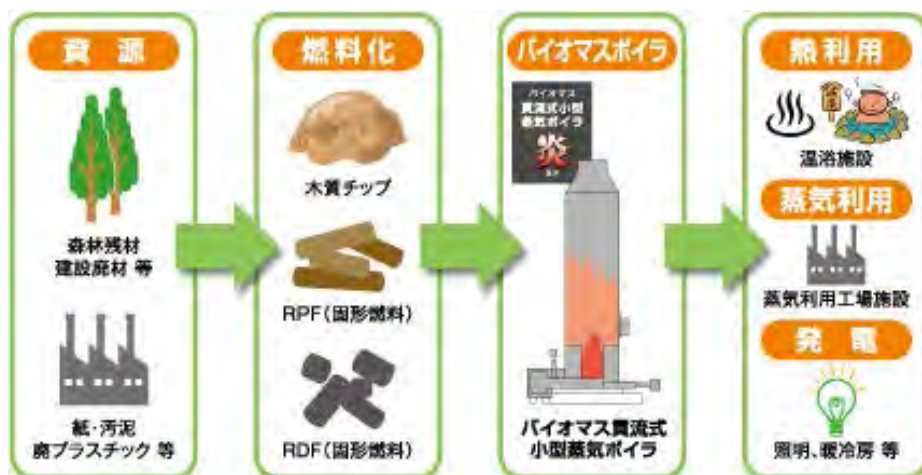 資源
森林残材
建設廃材 等
紙・汚泥
廃プラスチック 等
燃料化
木質チップ
RPF(固形燃料)
RDF(固形燃料)
バイオマスボイラ
バイオマス
貫流式小型
蒸気ボイラ
炎
バイオマス貫流式
小型蒸気ボイラ
熱利用
温浴施設
蒸気利用
蒸気利用工場施設
発電
照明、暖冷房 等